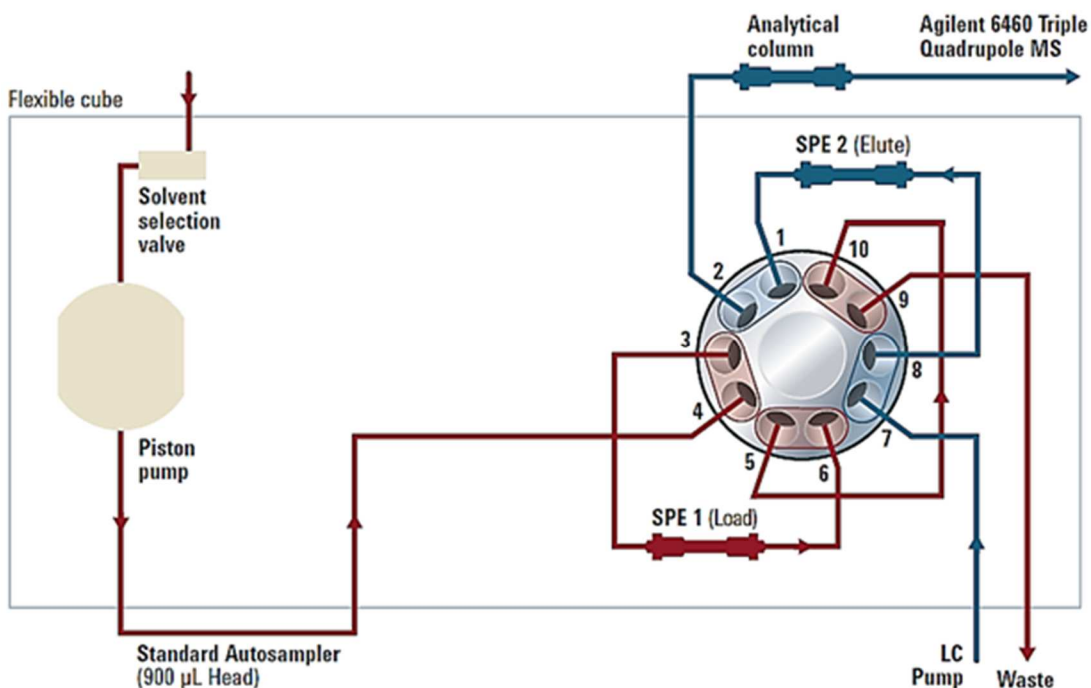 Analytical
column
Agilent 6460 Triple
Quadrupole MS
Flexible cube
SPE 2 (Elute)
Solvent
selection
valve
1
10
2
9
3
8
4
7
5
6
Piston
pump
SPE 1 (Load)
Standard Autosampler
(900 µL Head)
LC
Pump
Waste